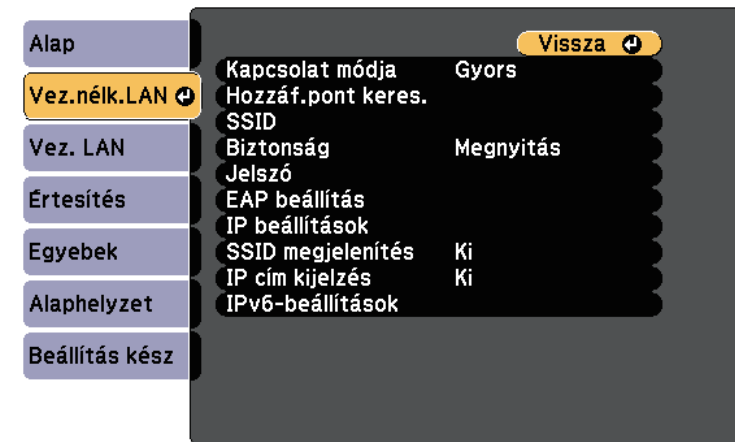 Alap
Vez.nélk.LAN
Vez. LAN
Értesítés
Egyebek
Alaphelyzet
Beállítás kész
Vissza
Kapcsolat módja Gyors
Hozzáf.pont keres.
SSID
Biztonság Megnyitás
Jelszó
EAP beállítás
IP beállítások
SSID megjelenítés Ki
IP cím kijelzés Ki
IPv6-beállítások